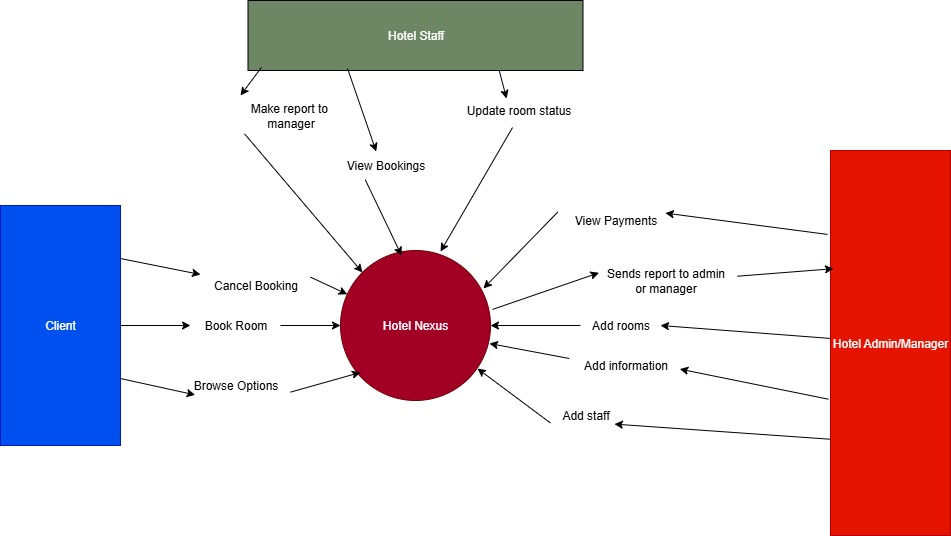 Hotel Staff
Make report to
manager
Update room status
View Bookings
View Payments
Sends report to admin
or manager
Cancel Booking
Client
Book Room
Hotel Nexus
Add rooms
Hotel Admin/Manager
Add information
Browse Options
Add staff